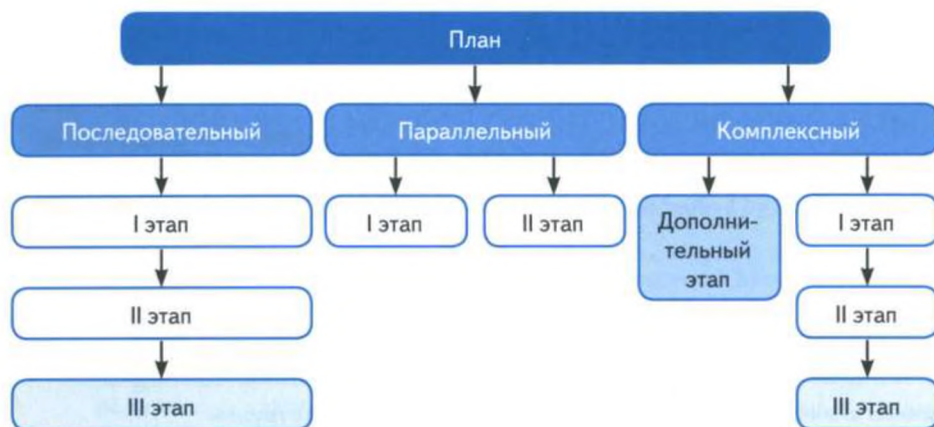 План
Последовательный
Параллельный
Комплексный
I этап
I этап
II этап
Дополни-
тельный
этап
I этап
II этап
II этап
III этап
III этап